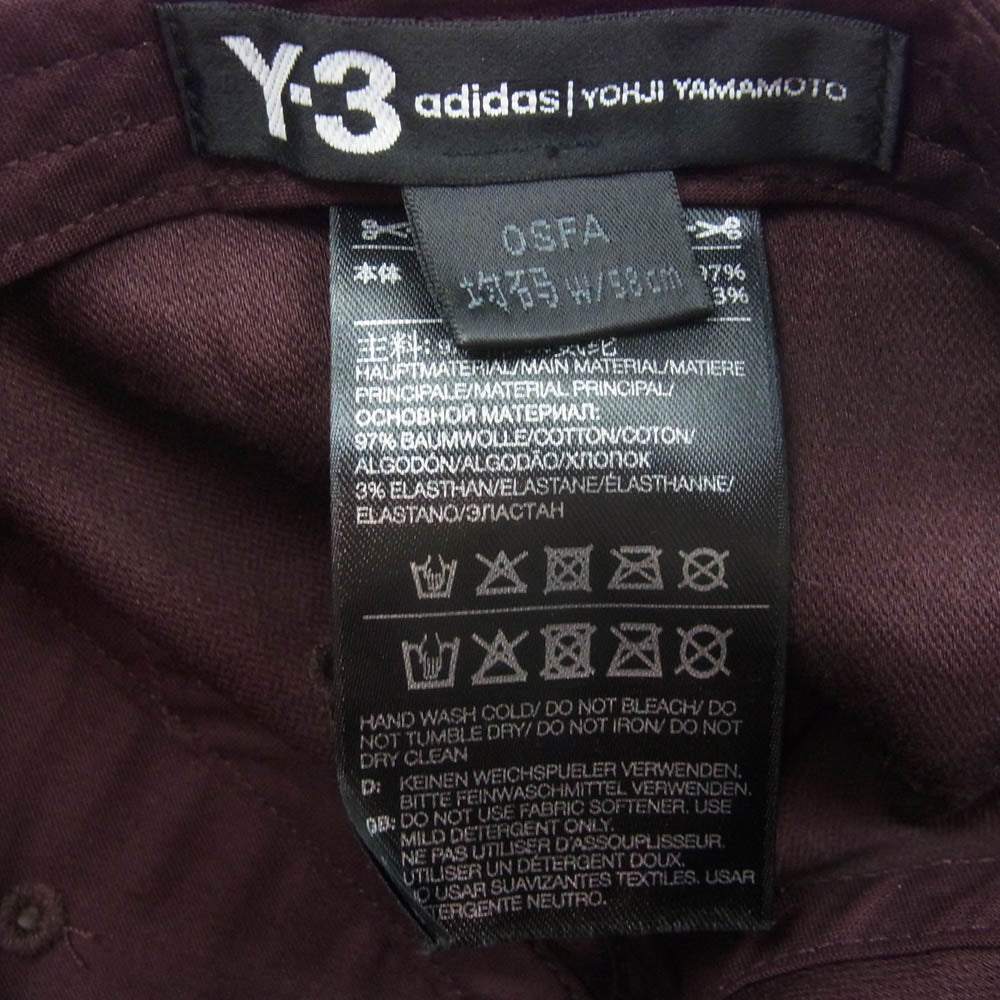 Y-3 adidas | YOHJI YAMAMOTO
OSFA
均码 W/58cm
本体
97%
3%
主料:
HAUPTMATERIAL/MAIN MATERIAL/MATIERE
PRINCIPALE/MATERIAL PRINCIPAL/
ОСНОВНОЙ МАТЕРИАЛ:
97% BAUMWOLLE/COTTON/COTON/
ALGODÓN/ALGODÃO/ХЛОПОК
3% ELASTHAN/ELASTANE/ÉLASTHANNE/
ELASTANO/ЭЛАСТАН
HAND WASH COLD/ DO NOT BLEACH/ DO
NOT TUMBLE DRY/ DO NOT IRON/ DO NOT
DRY CLEAN
D: KEINEN WEICHSPUELER VERWENDEN.
BITTE FEINWASCHMITTEL VERWENDEN.
GB: DO NOT USE FABRIC SOFTENER. USE
MILD DETERGENT ONLY.
NE PAS UTILISER D'ASSOUPLISSEUR.
UTILISER UN DÉTERGENT DOUX.
O USAR SUAVIZANTES TEXTILES. USAR
TERGENTE NEUTRO.